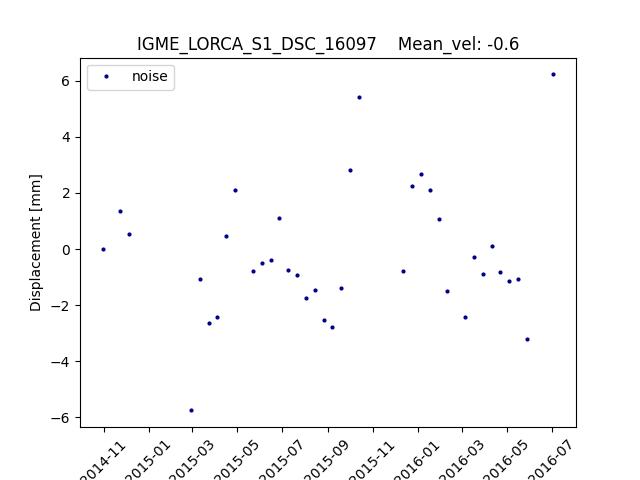 IGME_LORCA_S1_DSC_16097    Mean_vel: -0.6
noise
Displacement [mm]
6
4
2
0
−2
−4
−6
2014-11 2015-01 2015-03 2015-05 2015-07 2015-09 2015-11 2016-01 2016-03 2016-05 2016-07